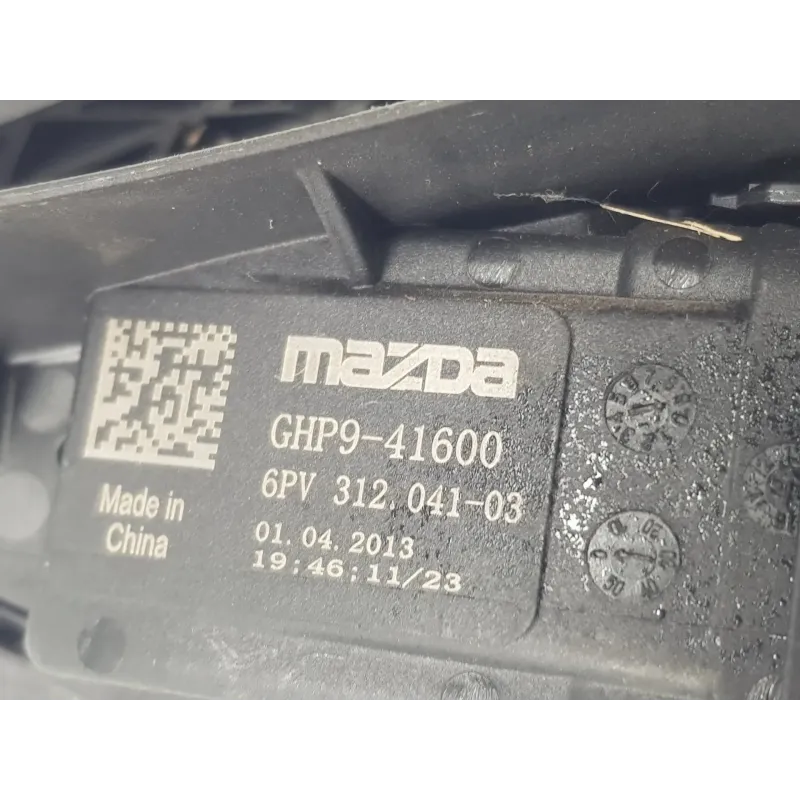 mazda
GHP9-41600
6PV 312.041-03
Made in
China
01.04.2013
19:46:11/23